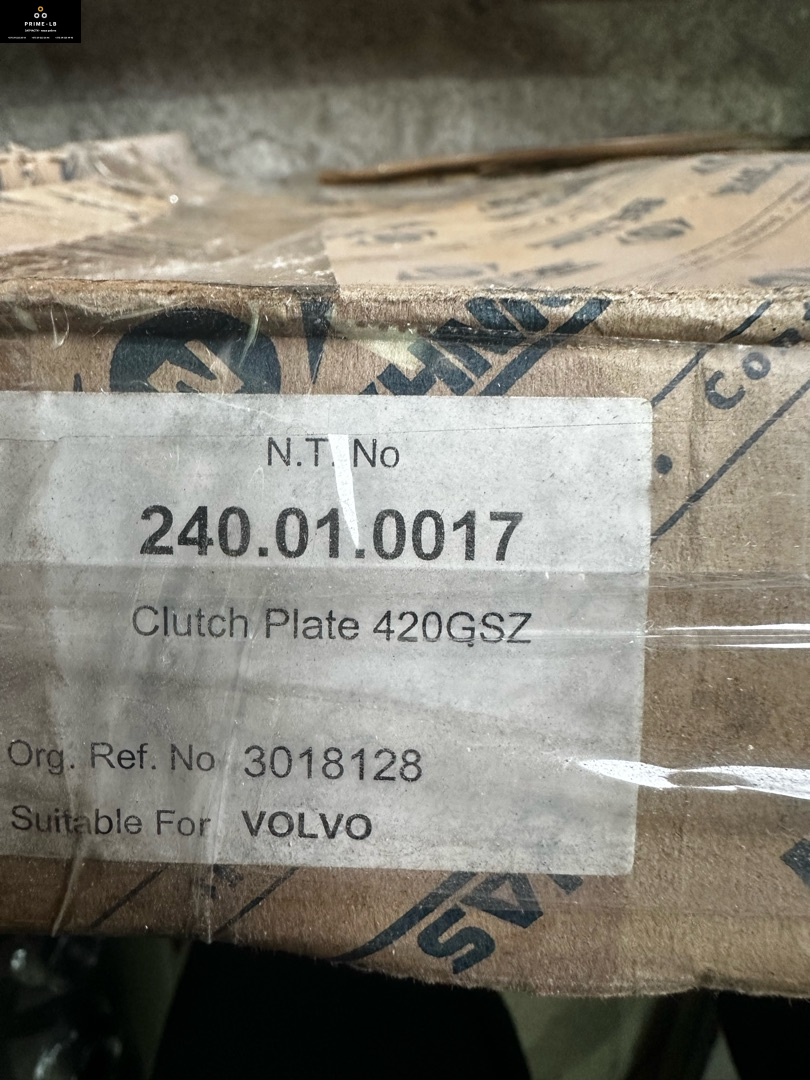 PRIME-LB
N.T. No
240.01.0017
Clutch Plate 420GSZ
Org. Ref. No 3018128
Suitable For VOLVO